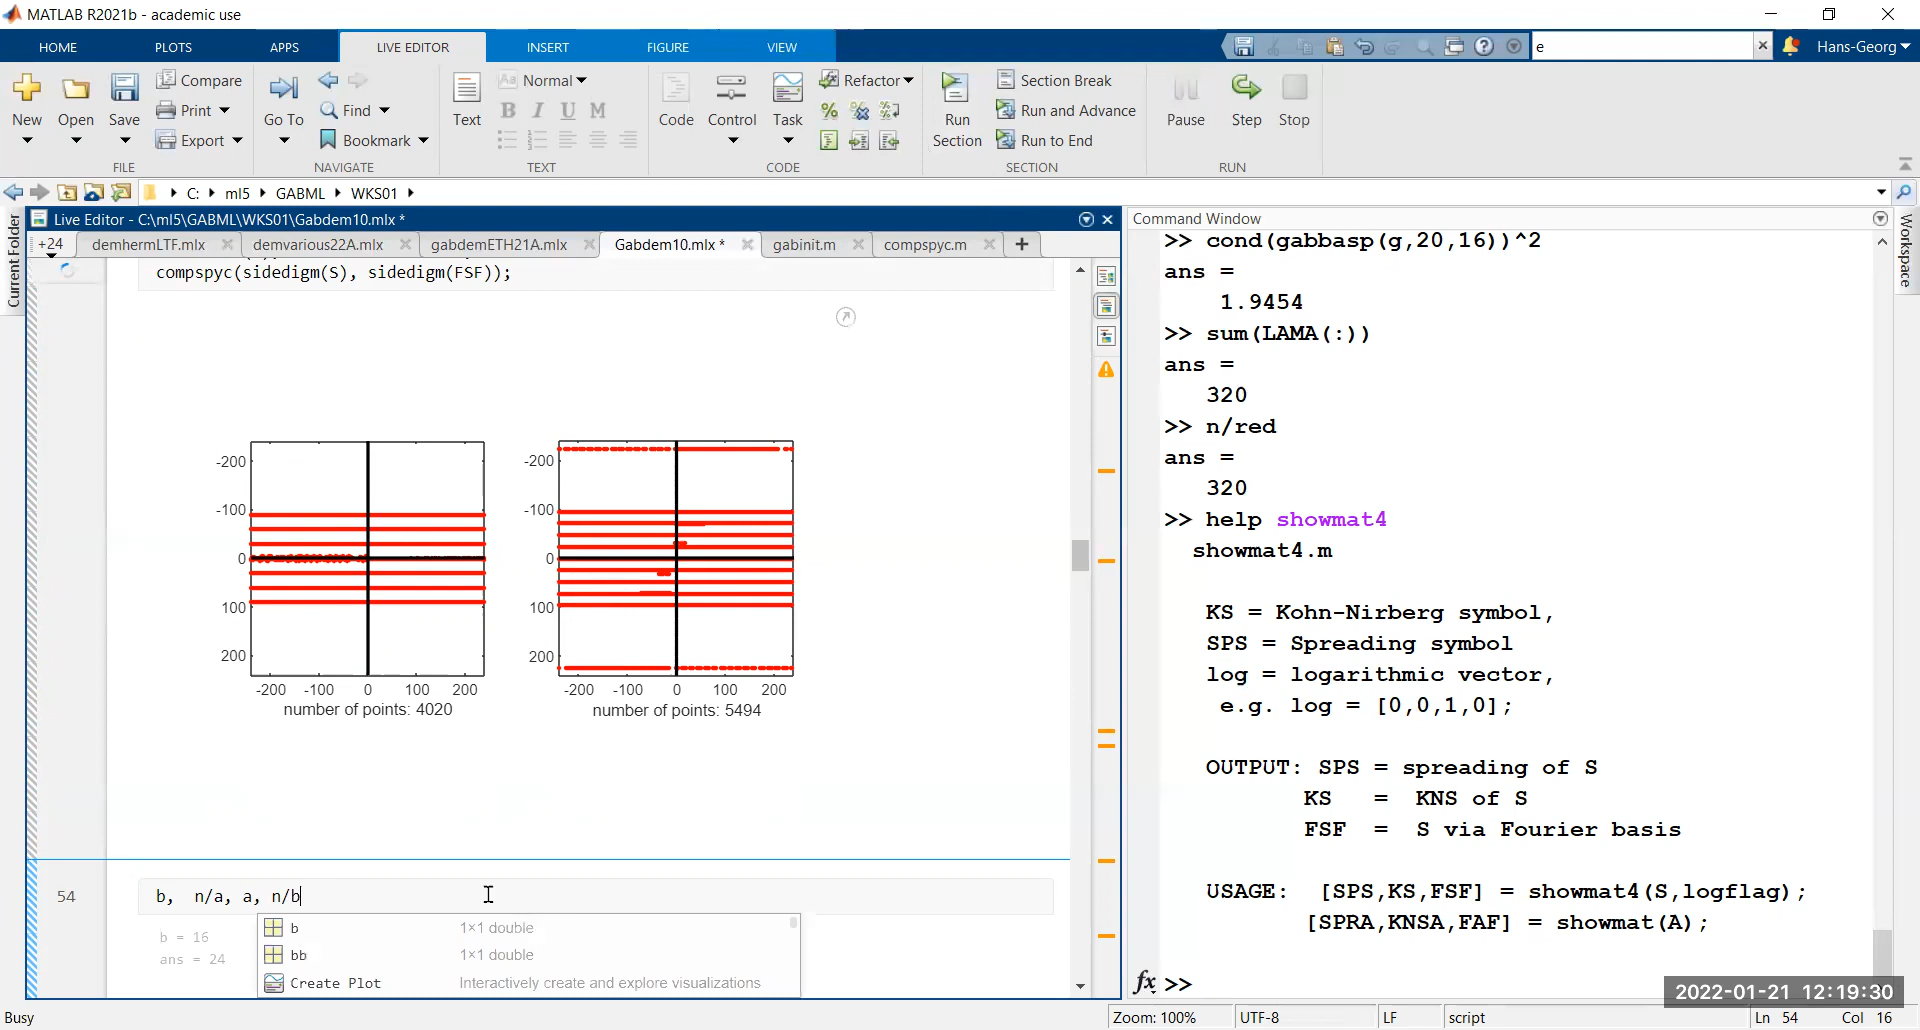 MATLAB R2021b - academic use
HOME PLOTS APPS LIVE EDITOR INSERT FIGURE VIEW
e
Hans-Georg
New Open Save Compare Print Export
FILE
Go To Find Bookmark
NAVIGATE
Text Aa Normal B I U M
TEXT
Code Control Task Refactor
CODE
Run Section Section Break Run and Advance Run to End
SECTION
Pause Step Stop
RUN
C: ml5 GABML WKS01
Current Folder
Live Editor - C:\ml5\GABML\WKS01\Gabdem10.mlx *
+24 demhermLTF.mlx demvarious22A.mlx gabdemETH21A.mlx Gabdem10.mlx * gabinit.m compspyc.m
compspyc(sidedigm(S), sidedigm(FSF));
-200
-100
0
100
200
-200 -100 0 100 200
number of points: 4020
-200
-100
0
100
200
-200 -100 0 100 200
number of points: 5494
54
b, n/a, a, n/b
b = 16
ans = 24
b 1×1 double
bb 1×1 double
Create Plot Interactively create and explore visualizations
Command Window
Workspace
>> cond(gabbasp(g,20,16))^2
ans =
1.9454
>> sum(LAMA(:))
ans =
320
>> n/red
ans =
320
>> help showmat4
showmat4.m
KS = Kohn-Nirberg symbol,
SPS = Spreading symbol
log = logarithmic vector,
e.g. log = [0,0,1,0];
OUTPUT: SPS = spreading of S
KS = KNS of S
FSF = S via Fourier basis
USAGE: [SPS,KS,FSF] = showmat4(S,logflag);
[SPRA,KNSA,FAF] = showmat(A);
fx >>
2022-01-21 12:19:30
Busy
Zoom: 100% UTF-8 LF script Ln 54 Col 16